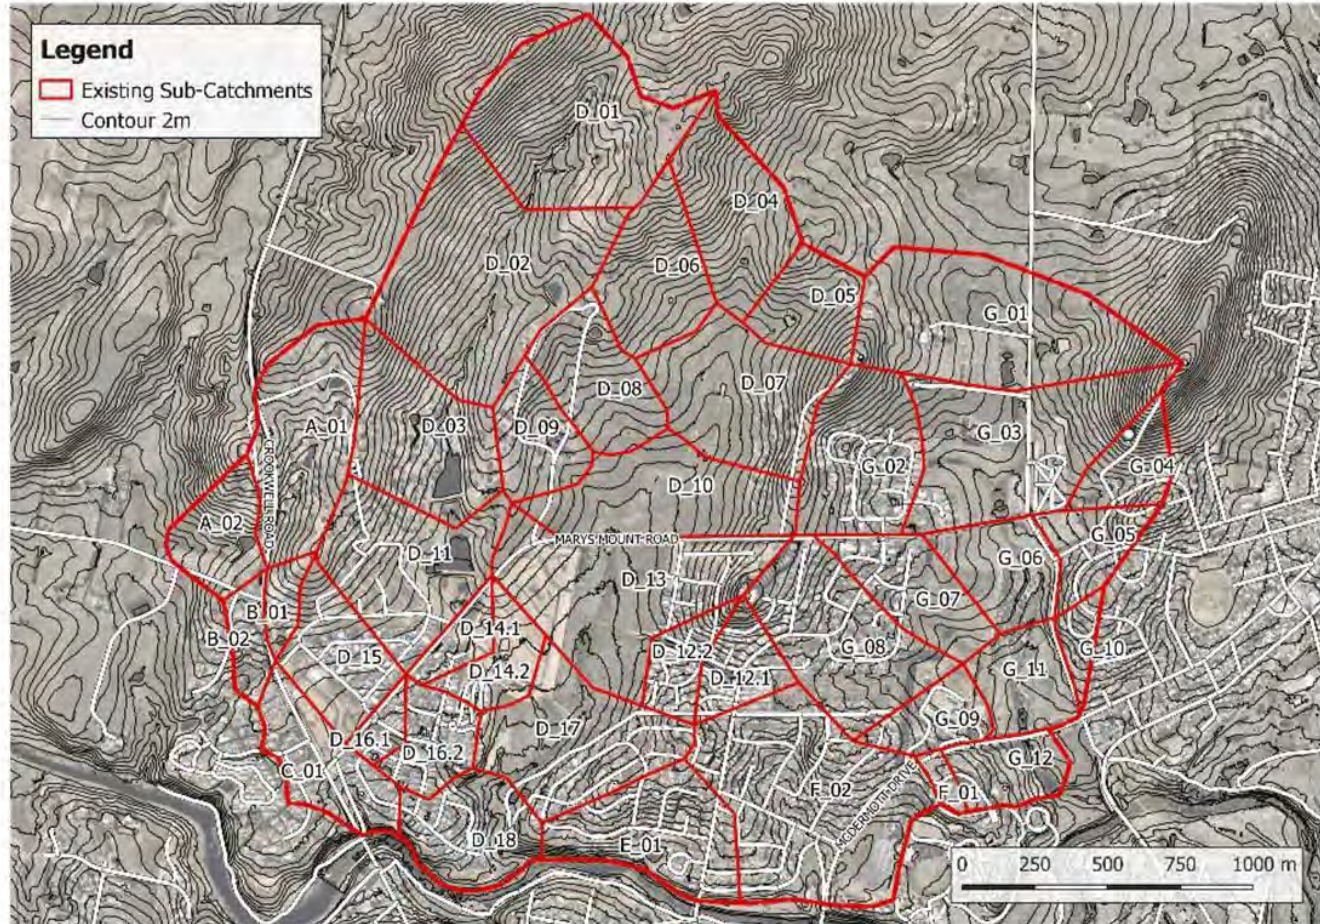 Legend
Existing Sub-Catchments
Contour 2m
D_01
D_04
D_02
D_06
D_05
G_01
D_08
D_07
A_01
D_03
D_09
G_03
G_02
G_04
D_10
A_02
CROOKWELL ROAD
D_11
MARYS MOUNT ROAD
G_05
G_06
D_13
B_01
G_07
B_02
D_14.1
D_15
D_12.2
G_08
G_10
D_14.2
D_12.1
G_11
G_09
D_17
D_16.1
D_16.2
G_12
C_01
F_02
F_01
MCDERMOTT DRIVE
D_18
E_01
0 250 500 750 1000 m